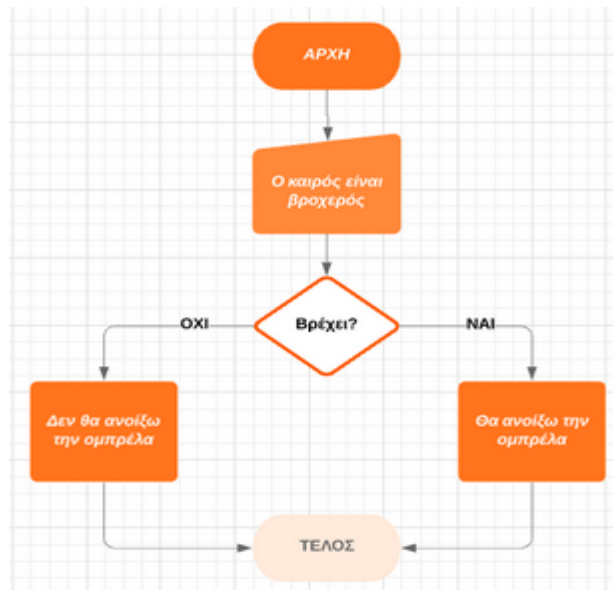 ΑΡΧΗ
Ο καιρός είναι
βροχερός
Βρέχει?
ΟΧΙ
ΝΑΙ
Δεν θα ανοίξω
την ομπρέλα
Θα ανοίξω την
ομπρέλα
ΤΕΛΟΣ